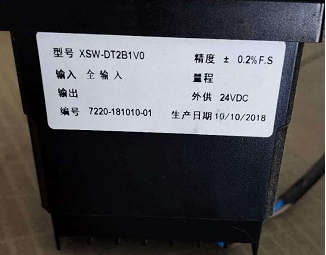 型号 XSW-DT2B1V0 精度 ± 0.2%F.S
输入 全输入 量程
输出 外供 24VDC
编号 7220-181010-01 生产日期 10/10/2018